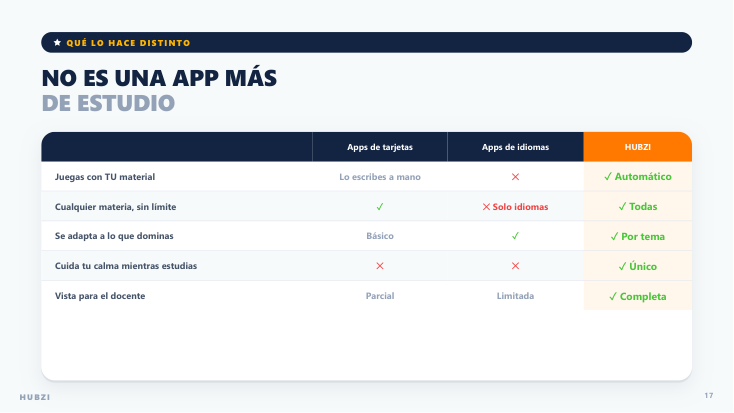 ★ QUÉ LO HACE DISTINTO
NO ES UNA APP MÁS
DE ESTUDIO
Apps de tarjetas Apps de idiomas HUBZI
Juegas con TU material Lo escribes a mano ✕ ✓ Automático
Cualquier materia, sin límite ✓ ✕ Solo idiomas ✓ Todas
Se adapta a lo que dominas Básico ✓ ✓ Por tema
Cuida tu calma mientras estudias ✕ ✕ ✓ Único
Vista para el docente Parcial Limitada ✓ Completa
HUBZI 17